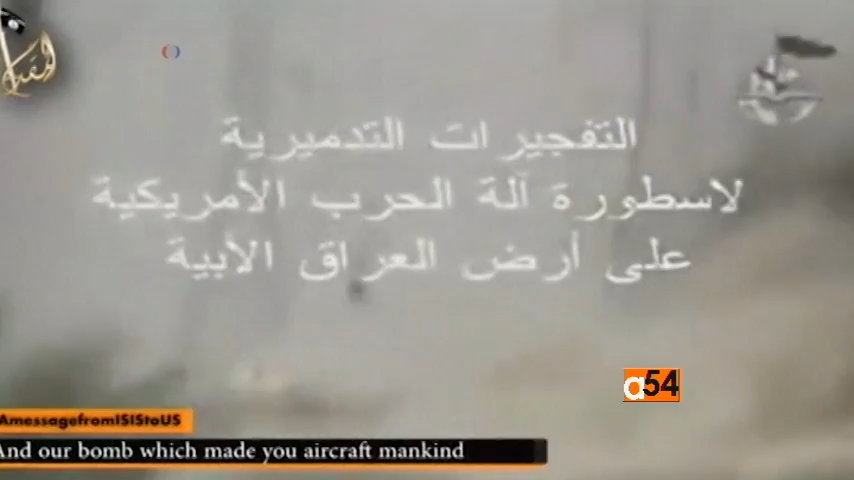 التفجيرات التدميرية
لاسطورة آلة الحرب الأمريكية
على أرض العراق الأبية
a54
AmessagefromISIStoUS
And our bomb which made you aircraft mankind